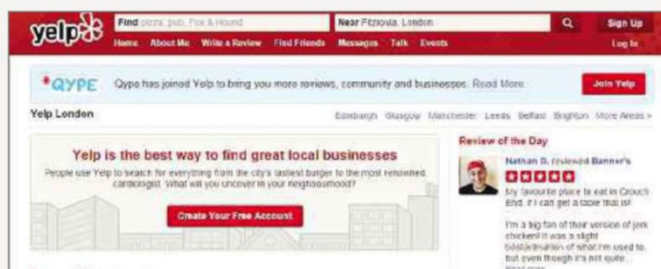 yelp
Find pizza, pub, Fox & Hound
Near Fitzrovia, London
Sign Up
Home About Me Write a Review Find Friends Messages Talk Events
Log In
*QYPE
Qype has joined Yelp to bring you more reviews, community and businesses. Read More
Join Yelp
Yelp London
Edinburgh Glasgow Manchester Leeds Belfast Brighton More Areas »
Yelp is the best way to find great local businesses
People use Yelp to search for everything from the city's tastiest burger to the most renowned
cardiologist. What will you uncover in your neighbourhood?
Create Your Free Account
Review of the Day
Nathan D. reviewed Banner's
My favourite place to eat in Crouch
End, if I can get a table that is!
I'm a big fan of their version of jerk
chicken! It was a slight
of what I'm used to,
but even though it's not quite...
Read more